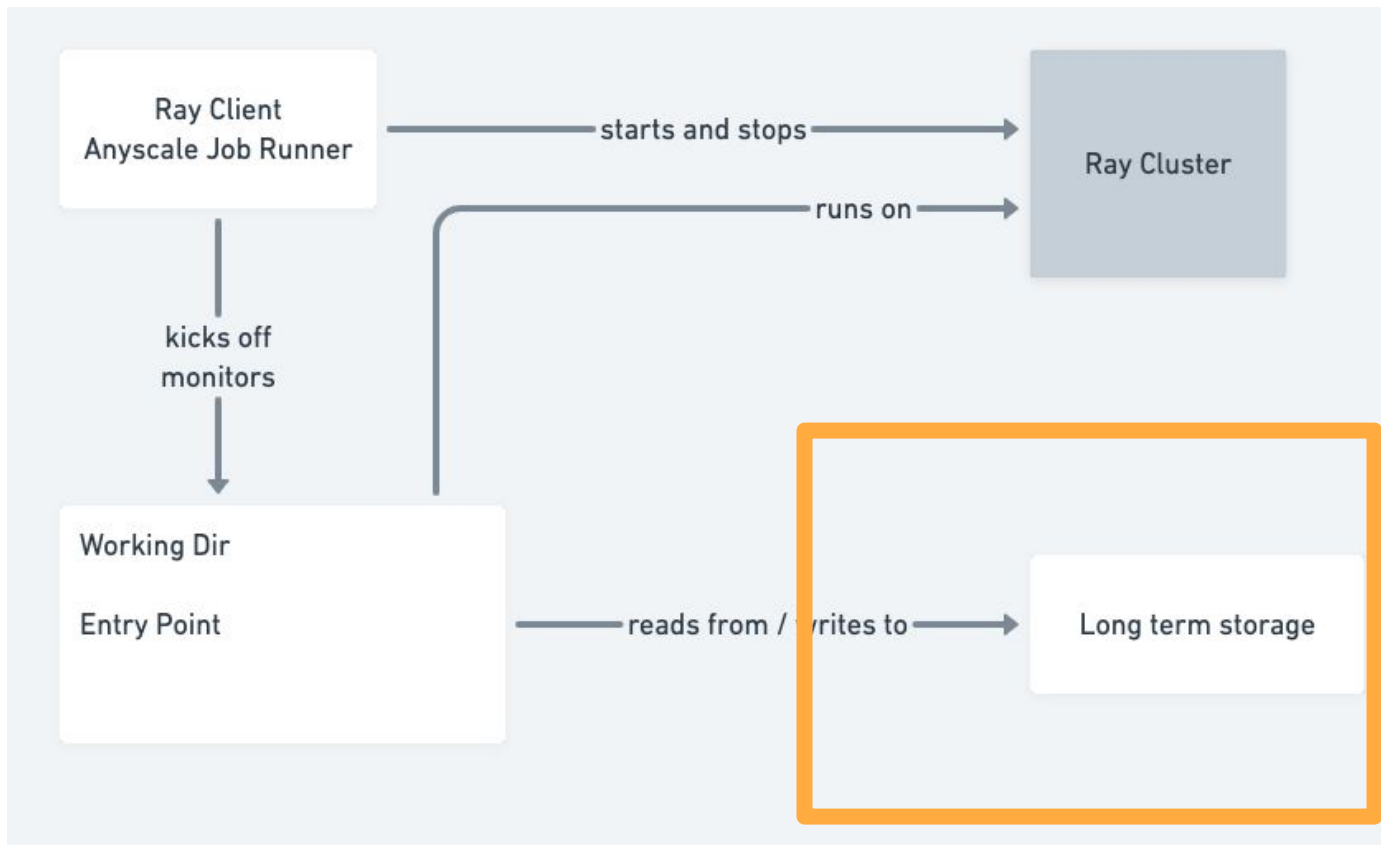 Ray Client
Anyscale Job Runner
starts and stops
Ray Cluster
runs on
kicks off
monitors
Working Dir
Entry Point
reads from / writes to
Long term storage